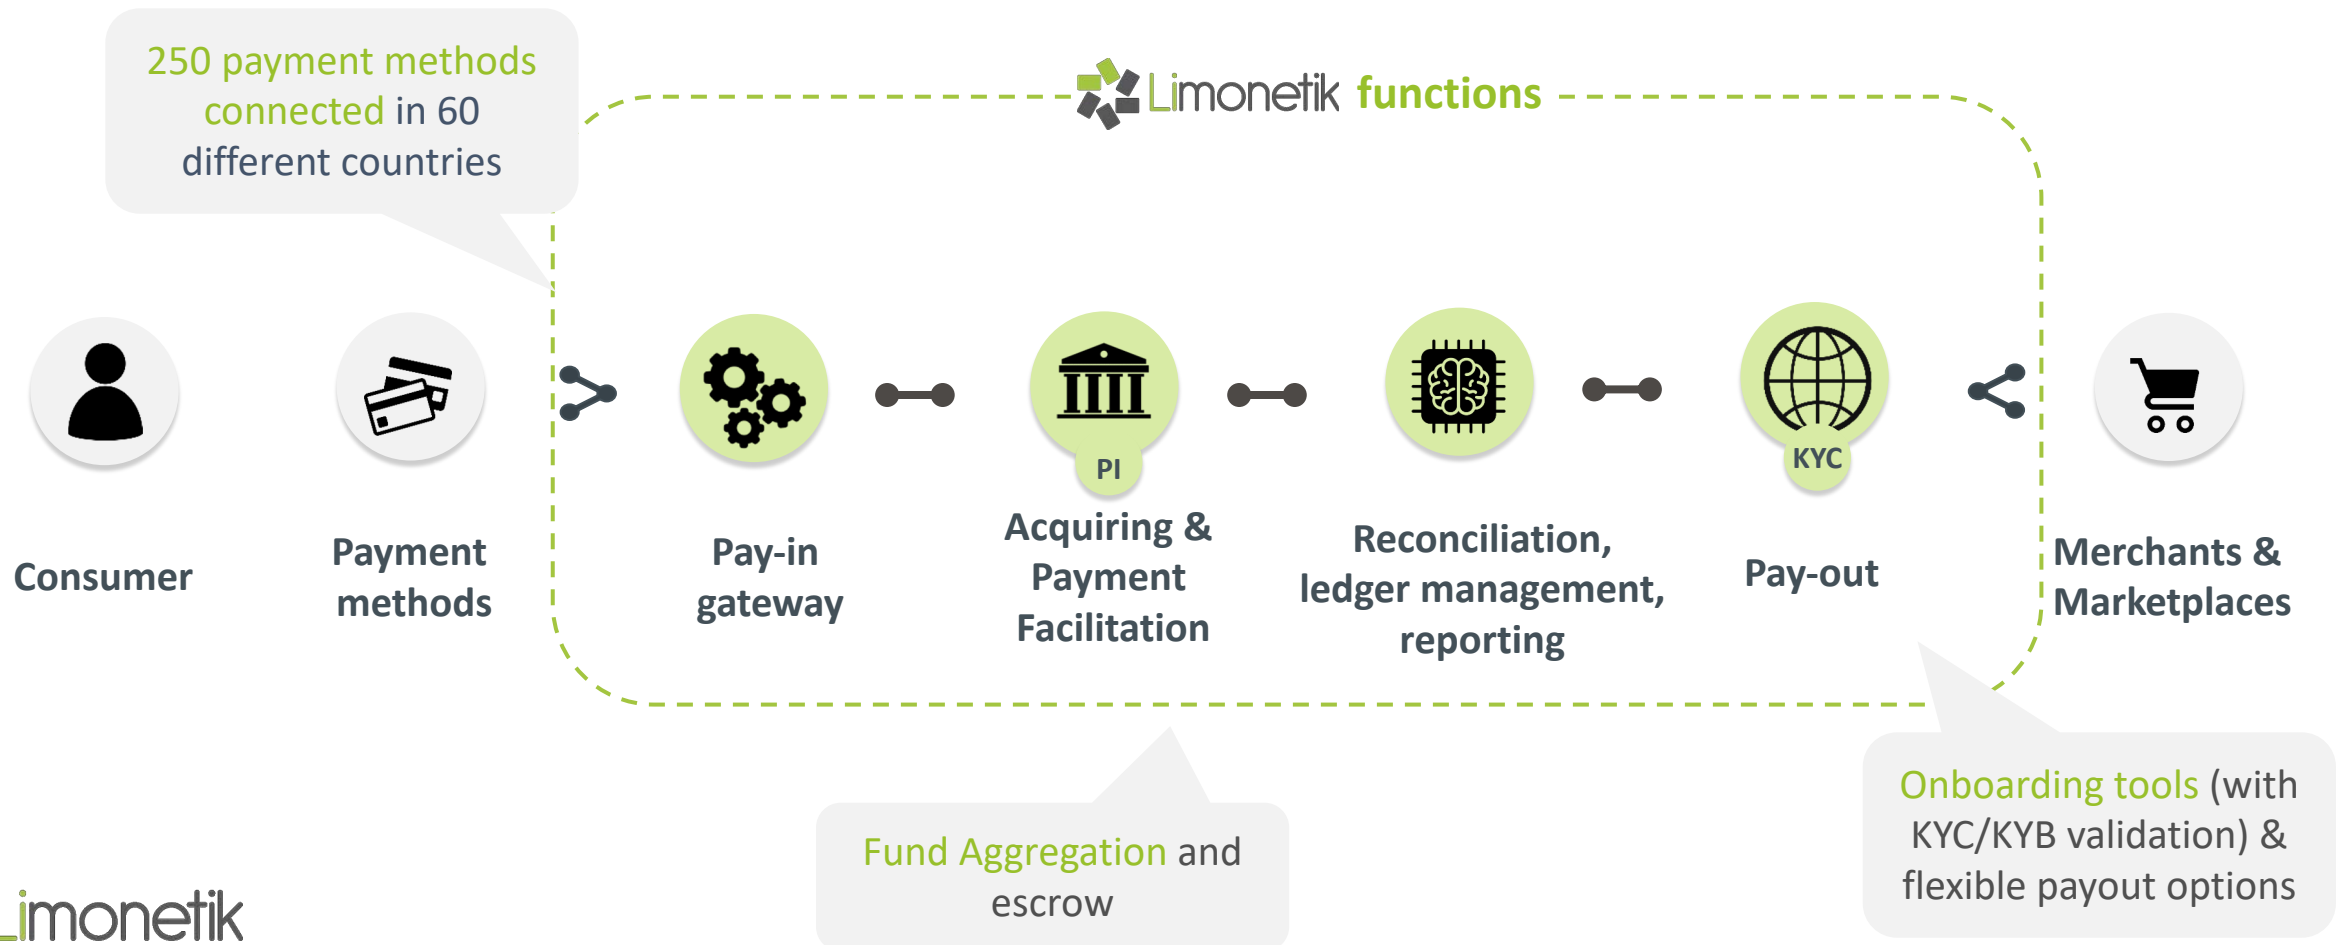 250 payment methods
connected in 60
different countries
Limonetik functions
PI
KYC
Consumer
Payment
methods
Pay-in
gateway
Acquiring &
Payment
Facilitation
Reconciliation,
ledger management,
reporting
Pay-out
Merchants &
Marketplaces
Fund Aggregation and
escrow
Onboarding tools (with
KYC/KYB validation) &
flexible payout options
Limonetik